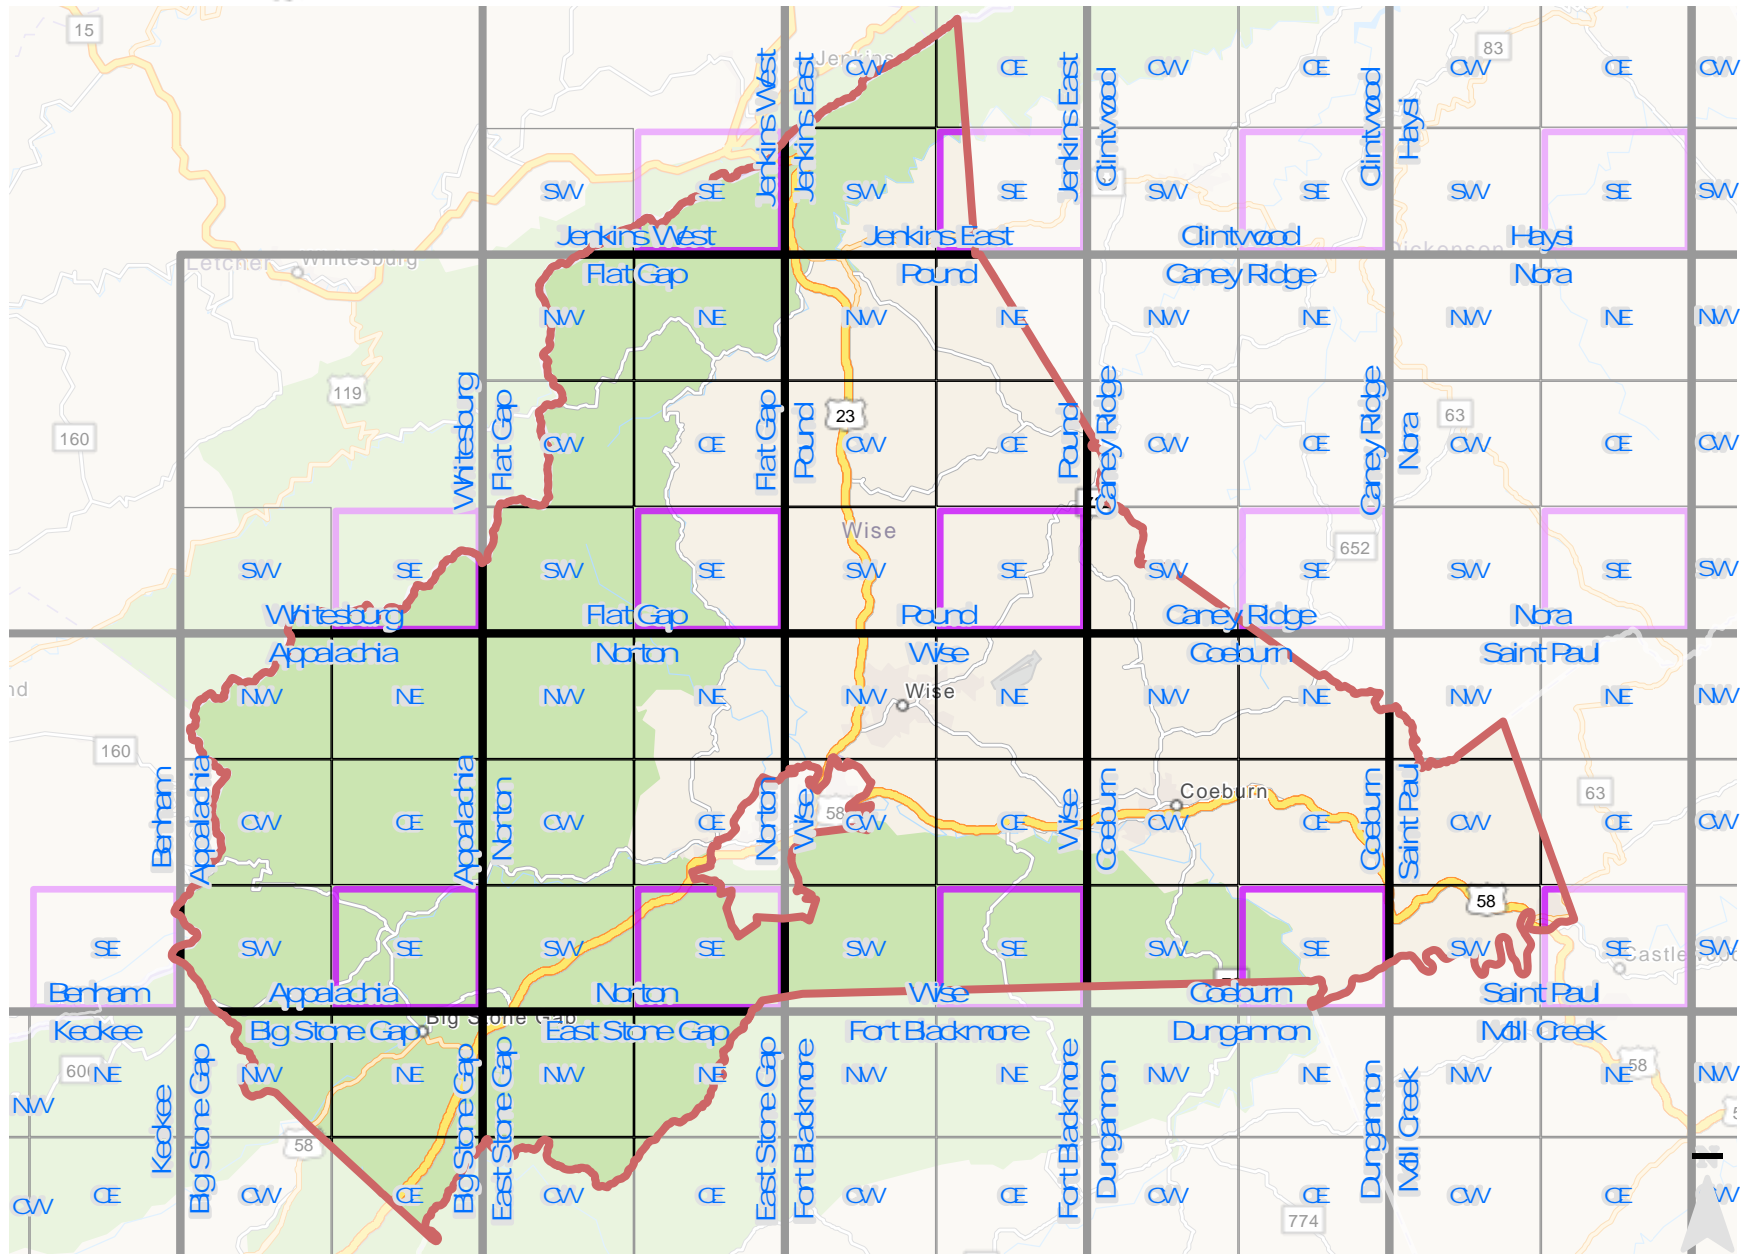 15
Jenkins
83
CW
CE
CW
CE
CW
CE
CW
Jenkins West
Jenkins East
Jenkins East
Clintwood
Clintwood
Haysi
SW
SE
SW
SE
SW
SE
SW
SE
SW
Jenkins West
Jenkins East
Clintwood
Haysi
Dickenson
Letcher
Whitesburg
Flat Gap
Pound
Caney Ridge
Nora
NW
NE
NW
NE
NW
NE
NW
NE
NW
119
160
23
63
Whitesburg
Flat Gap
Flat Gap
Pound
Pound
Caney Ridge
Caney Ridge
Nora
CW
CE
CW
CE
CW
CE
CW
CE
CW
Wise
652
SW
SE
SW
SE
SW
SE
SW
SE
SW
SE
SW
Whitesburg
Flat Gap
Pound
Caney Ridge
Nora
Appalachia
Norton
Wise
Coeburn
Saint Paul
nd
NW
NE
NW
NE
NW
Wise
NE
NW
NE
NW
NE
NW
160
Benham
Appalachia
Appalachia
Norton
Norton
Wise
Wise
Coeburn
Coeburn
Saint Paul
Coeburn
63
58
CW
CE
CW
CE
CW
CE
CW
CE
CW
CE
CW
58
SE
SW
SE
SW
SE
SW
SE
SW
SE
SW
SE
SW
Castlewood
Benham
Appalachia
Norton
Wise
Coeburn
Saint Paul
Big Stone Gap
Keokee
Big Stone Gap
East Stone Gap
Fort Blackmore
Dungannon
Mill Creek
606
NE
NW
NE
NW
NE
NW
NE
NW
NE
NW
NE
58
NW
NW
Keokee
Big Stone Gap
Big Stone Gap
East Stone Gap
East Stone Gap
Fort Blackmore
Fort Blackmore
Dungannon
Dungannon
Mill Creek
58
CW
CE
CW
CE
CW
CE
CW
CE
CW
CE
CW
CE
774